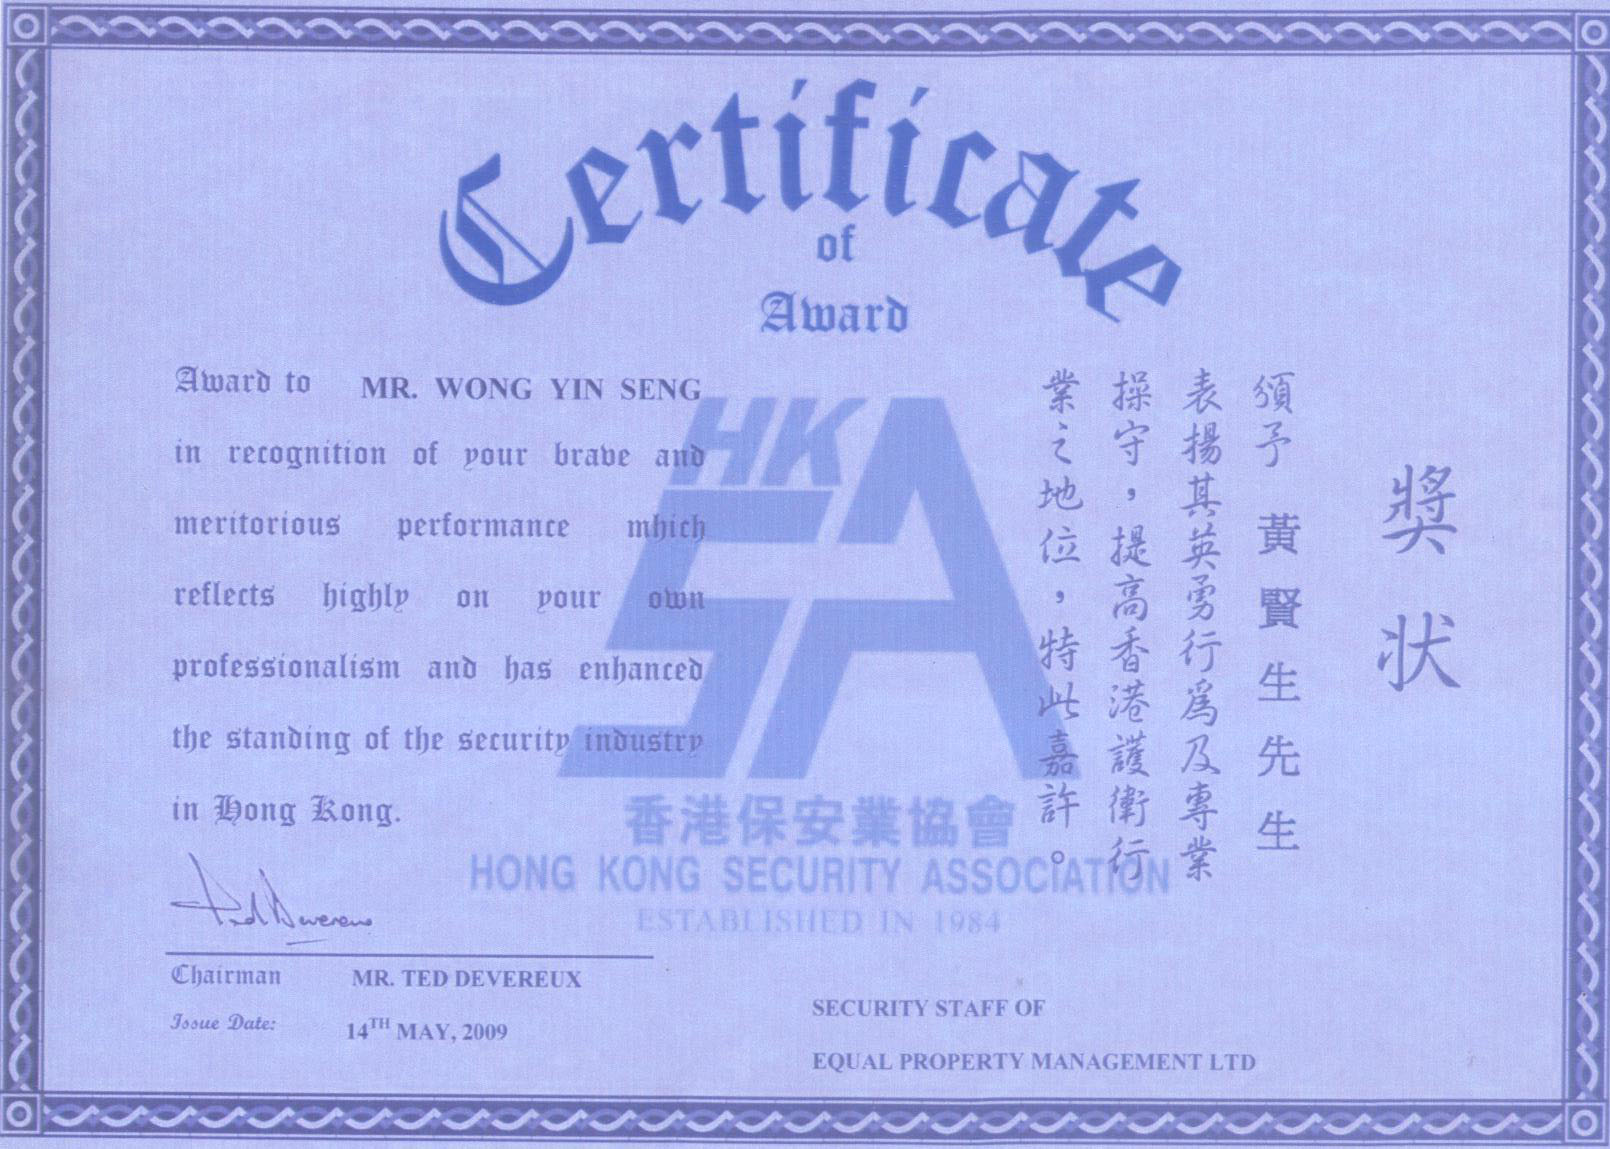 Certificate
of
Award
Award to MR. WONG YIN SENG
in recognition of your brave and
meritorious performance which
reflects highly on your own
professionalism and has enhanced
the standing of the security industry
in Hong Kong.
獎狀
頒予 黃賢生先生
表揚其英勇行為及專業
操守，提高香港護衛行
業之地位，特此嘉許。
HK
SA
香港保安業協會
HONG KONG SECURITY ASSOCIATION
ESTABLISHED IN 1984
Ted Devereux
Chairman MR. TED DEVEREUX
Issue Date: 14TH MAY, 2009
SECURITY STAFF OF
EQUAL PROPERTY MANAGEMENT LTD